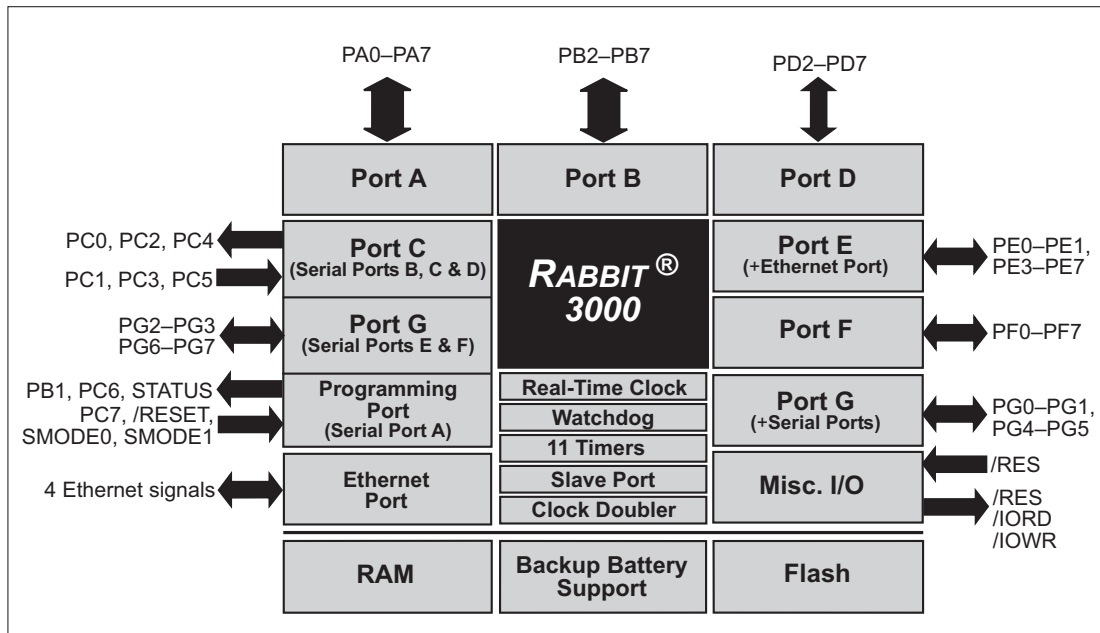 PA0–PA7
PB2–PB7
PD2–PD7
Port A
Port B
Port D
PC0, PC2, PC4
PC1, PC3, PC5
Port C
(Serial Ports B, C & D)
RABBIT ®
3000
Port E
(+Ethernet Port)
PE0–PE1,
PE3–PE7
PG2–PG3
PG6–PG7
Port G
(Serial Ports E & F)
Port F
PF0–PF7
PB1, PC6, STATUS
PC7, /RESET,
SMODE0, SMODE1
Programming
Port
(Serial Port A)
Real-Time Clock
Watchdog
11 Timers
Slave Port
Clock Doubler
Port G
(+Serial Ports)
PG0–PG1,
PG4–PG5
4 Ethernet signals
Ethernet
Port
Misc. I/O
/RES
/RES
/IORD
/IOWR
RAM
Backup Battery
Support
Flash